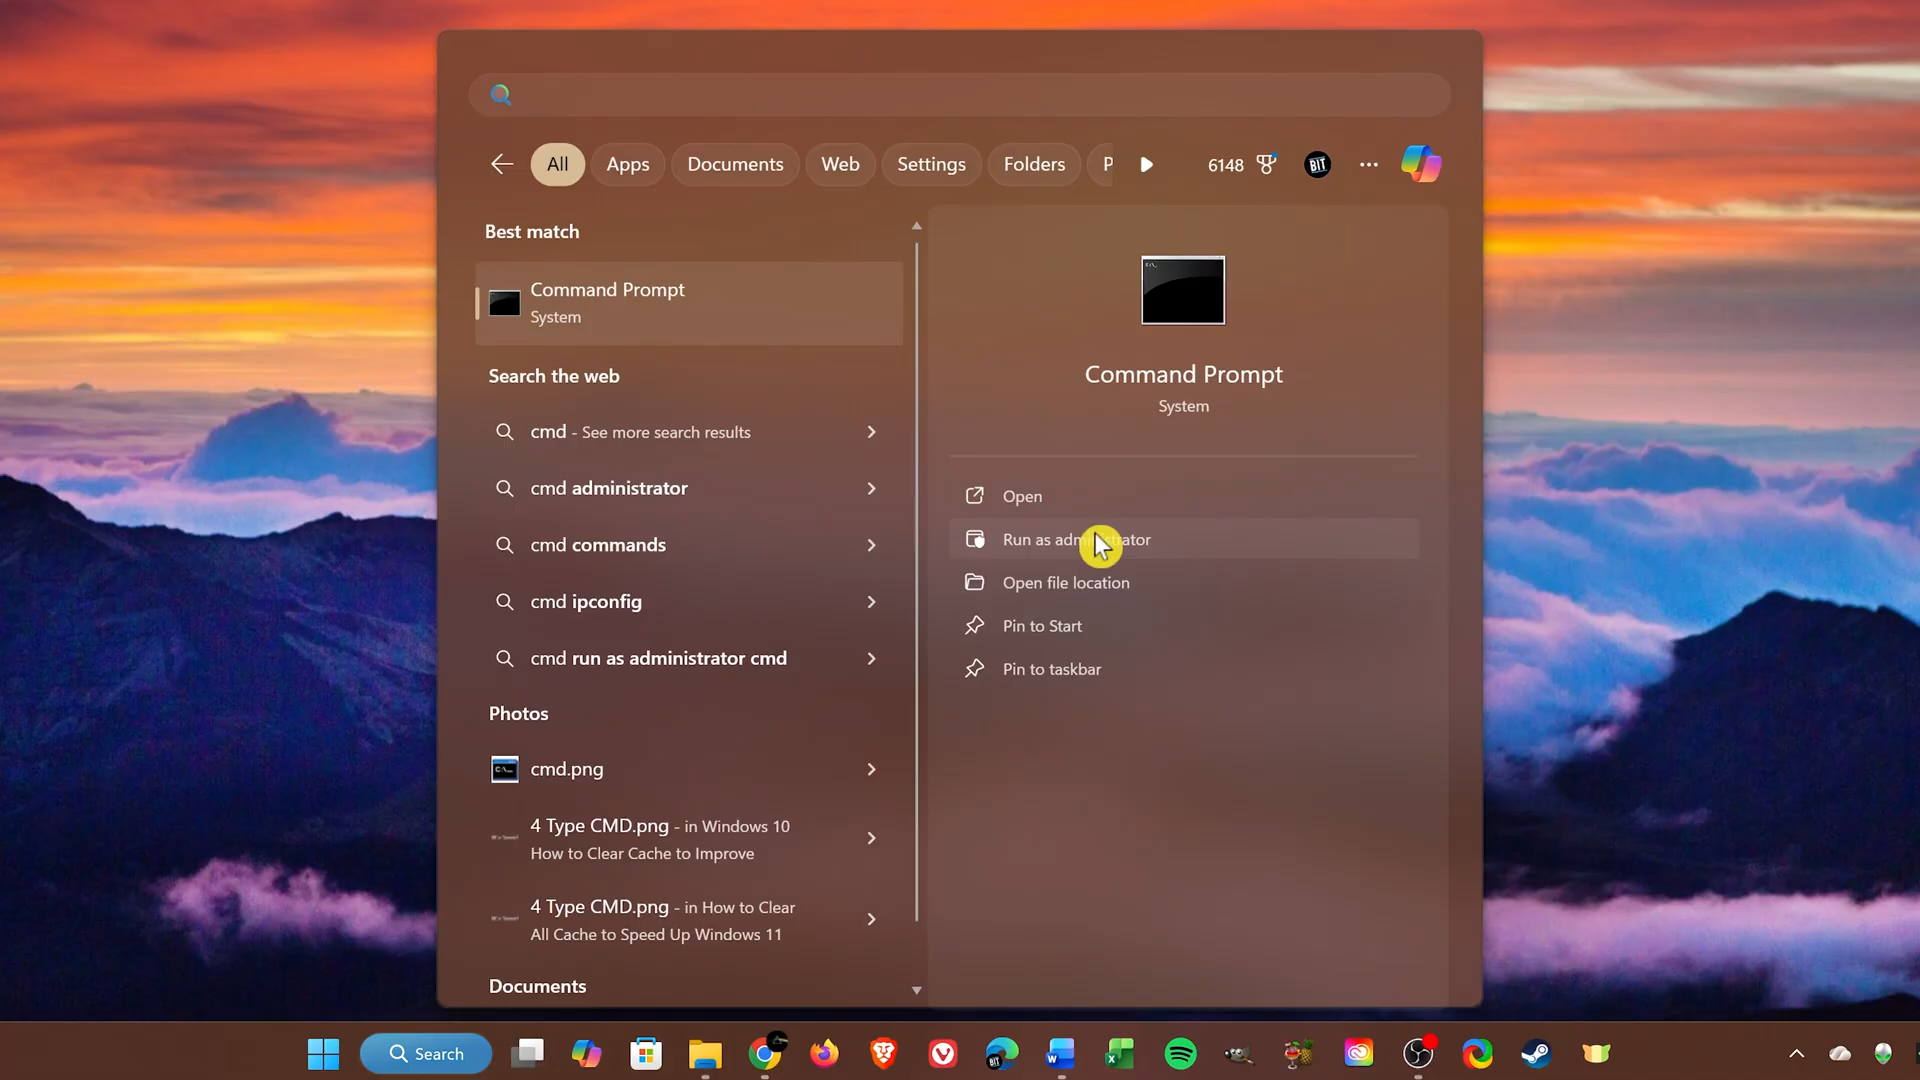 All
Apps
Documents
Web
Settings
Folders
P
6148
BIT
Best match
Command Prompt
System
Search the web
cmd - See more search results
cmd administrator
cmd commands
cmd ipconfig
cmd run as administrator cmd
Photos
cmd.png
4 Type CMD.png - in Windows 10
How to Clear Cache to Improve
4 Type CMD.png - in How to Clear
All Cache to Speed Up Windows 11
Documents
Command Prompt
System
Open
Run as administrator
Open file location
Pin to Start
Pin to taskbar
Search
BIT